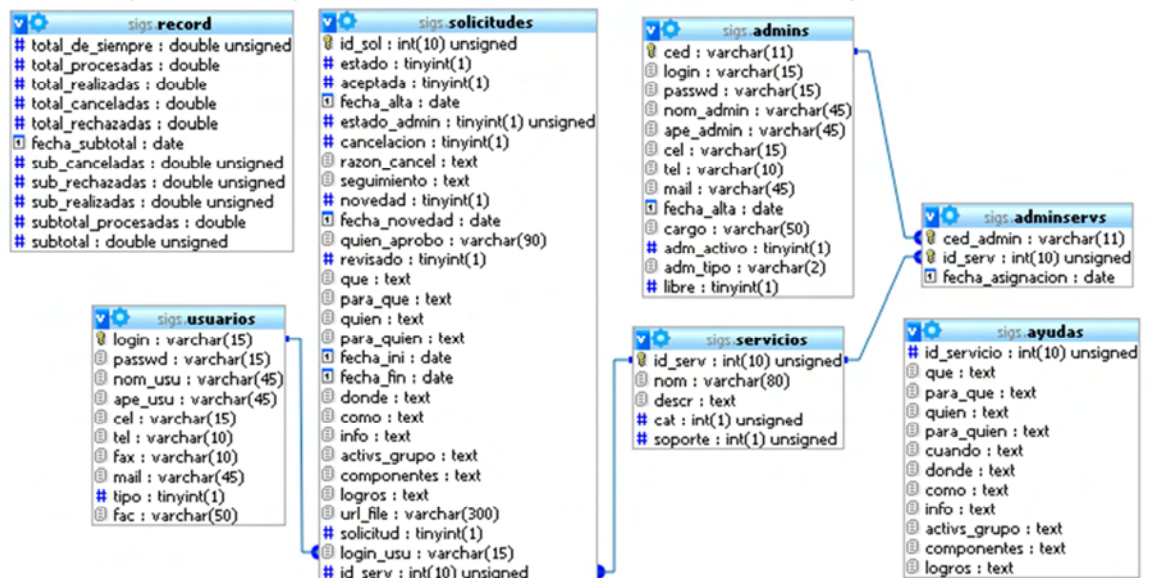 sigs.record
total_de_siempre : double unsigned
total_procesadas : double
total_realizadas : double
total_canceladas : double
total_rechazadas : double
fecha_subtotal : date
sub_canceladas : double unsigned
sub_rechazadas : double unsigned
sub_realizadas : double unsigned
subtotal_procesadas : double
subtotal : double unsigned
sigs.usuarios
login : varchar(15)
passwd : varchar(15)
nom_usu : varchar(45)
ape_usu : varchar(45)
cel : varchar(15)
tel : varchar(10)
fax : varchar(10)
mail : varchar(45)
tipo : tinyint(1)
fac : varchar(50)
sigs.solicitudes
id_sol : int(10) unsigned
estado : tinyint(1)
aceptada : tinyint(1)
fecha_alta : date
estado_admin : tinyint(1) unsigned
cancelacion : tinyint(1)
razon_cancel : text
seguimiento : text
novedad : tinyint(1)
fecha_novedad : date
quien_aprobo : varchar(90)
revisado : tinyint(1)
que : text
para_que : text
quien : text
para_quien : text
fecha_ini : date
fecha_fin : date
donde : text
como : text
info : text
activs_grupo : text
componentes : text
logros : text
url_file : varchar(300)
solicitud : tinyint(1)
login_usu : varchar(15)
id_serv : int(10) unsigned
sigs.admins
ced : varchar(11)
login : varchar(15)
passwd : varchar(15)
nom_admin : varchar(45)
ape_admin : varchar(45)
cel : varchar(15)
tel : varchar(10)
mail : varchar(45)
fecha_alta : date
cargo : varchar(50)
adm_activo : tinyint(1)
adm_tipo : varchar(2)
libre : tinyint(1)
sigs.servicios
id_serv : int(10) unsigned
nom : varchar(80)
descr : text
cat : int(1) unsigned
soporte : int(1) unsigned
sigs.adminservs
ced_admin : varchar(11)
id_serv : int(10) unsigned
fecha_asignacion : date
sigs.ayudas
id_servicio : int(10) unsigned
que : text
para_que : text
quien : text
para_quien : text
cuando : text
donde : text
como : text
info : text
activs_grupo : text
componentes : text
logros : text